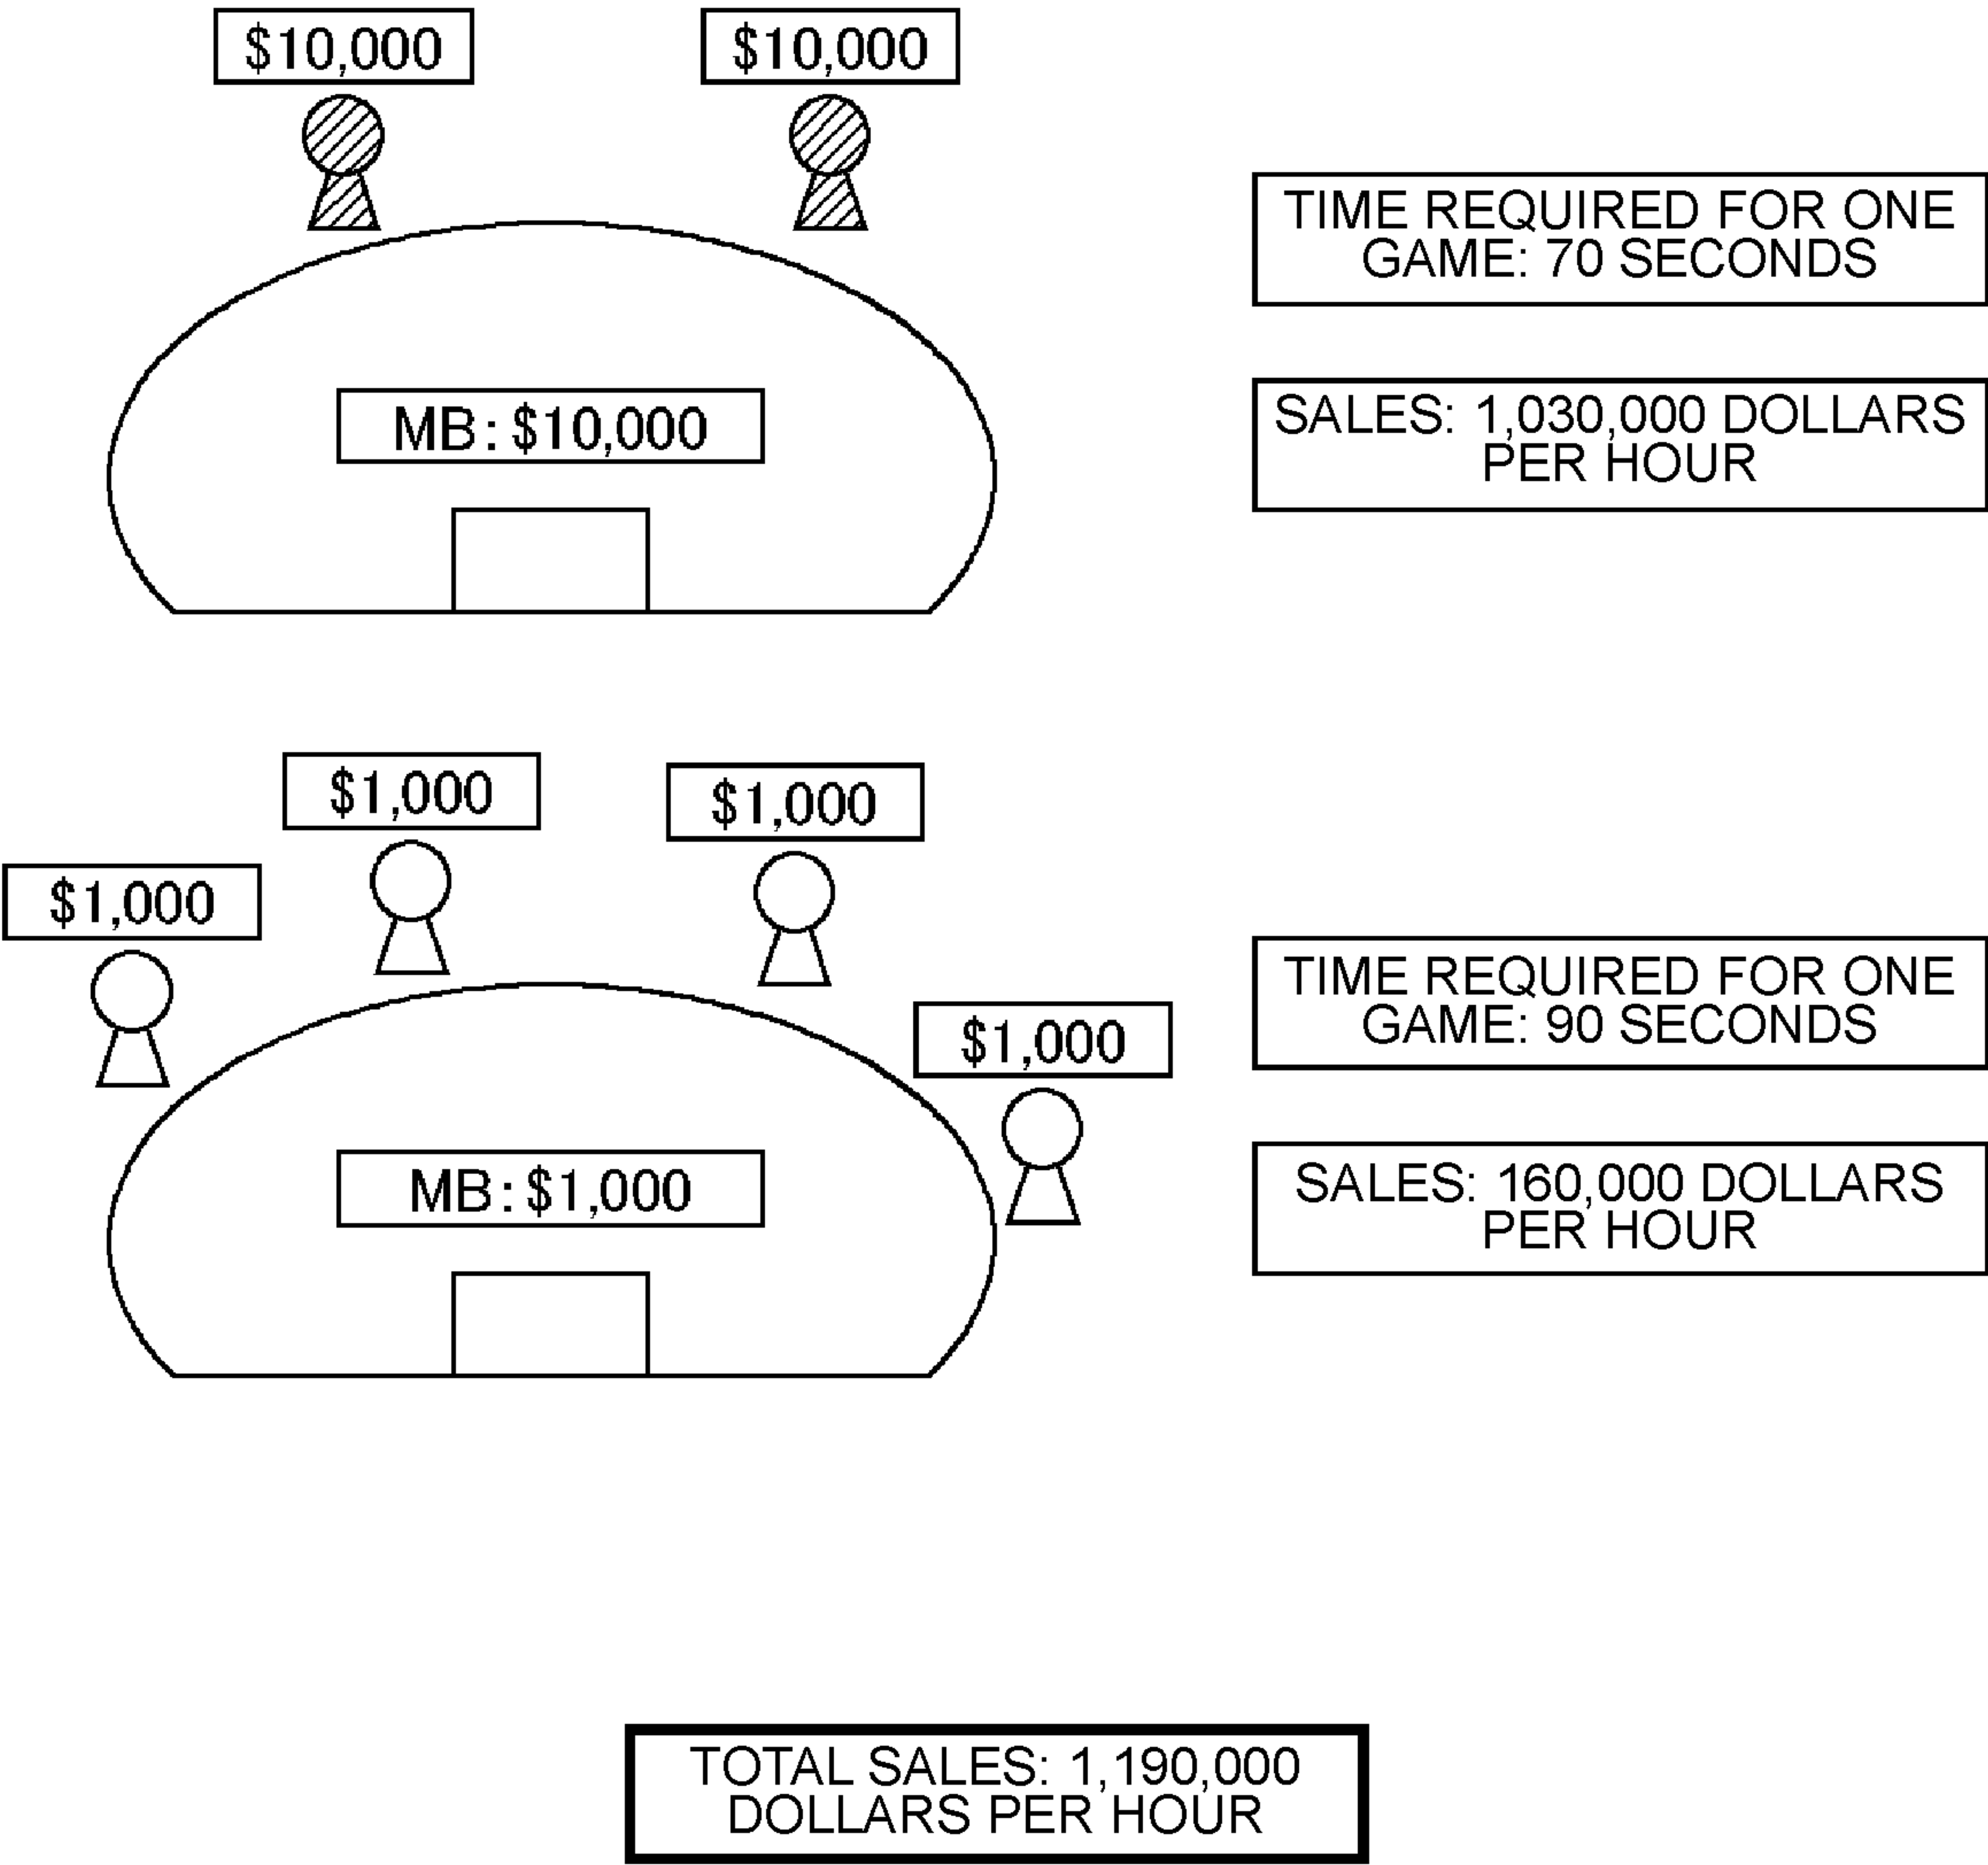 $10,000
$10,000
TIME REQUIRED FOR ONE
GAME: 70 SECONDS
SALES: 1,030,000 DOLLARS
PER HOUR
MB: $10,000
$1,000
$1,000
$1,000
$1,000
TIME REQUIRED FOR ONE
GAME: 90 SECONDS
MB: $1,000
SALES: 160,000 DOLLARS
PER HOUR
TOTAL SALES: 1,190,000
DOLLARS PER HOUR